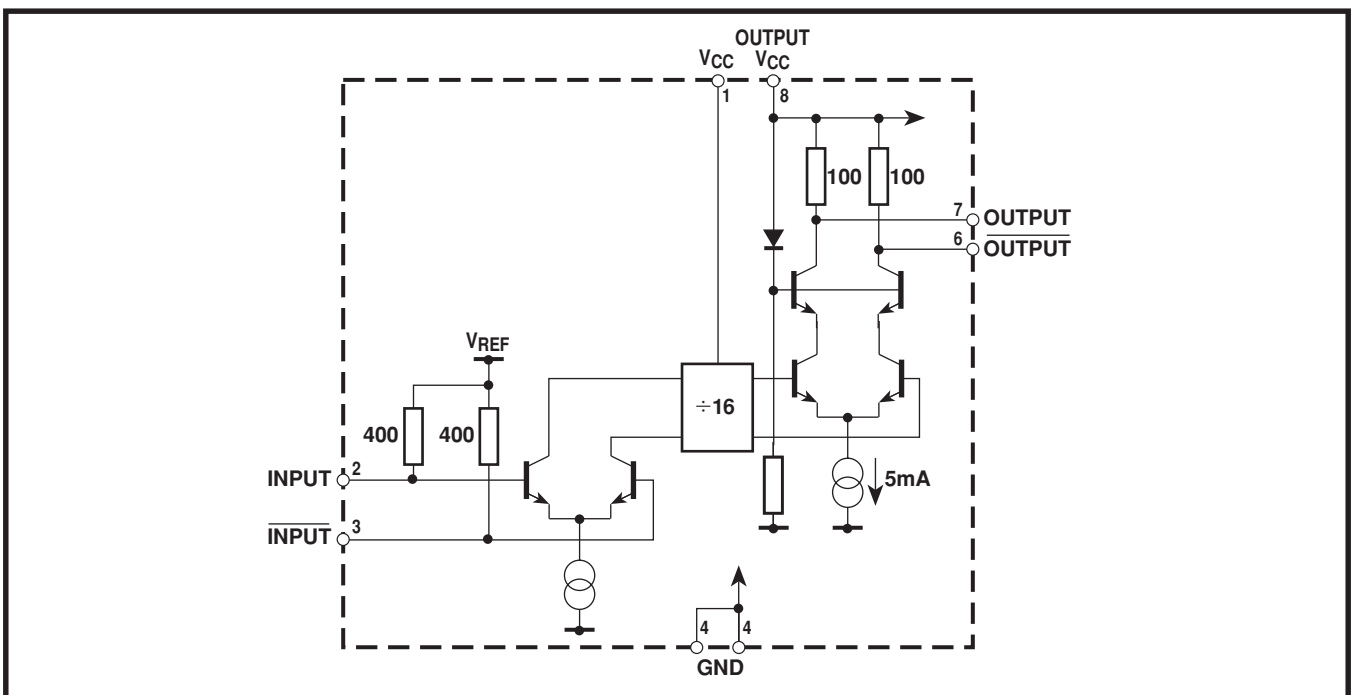 OUTPUT
VCC
VCC
1
8
100
100
7
OUTPUT
6
OUTPUT
VREF
÷16
400
400
2
INPUT
5mA
3
INPUT
4
4
GND